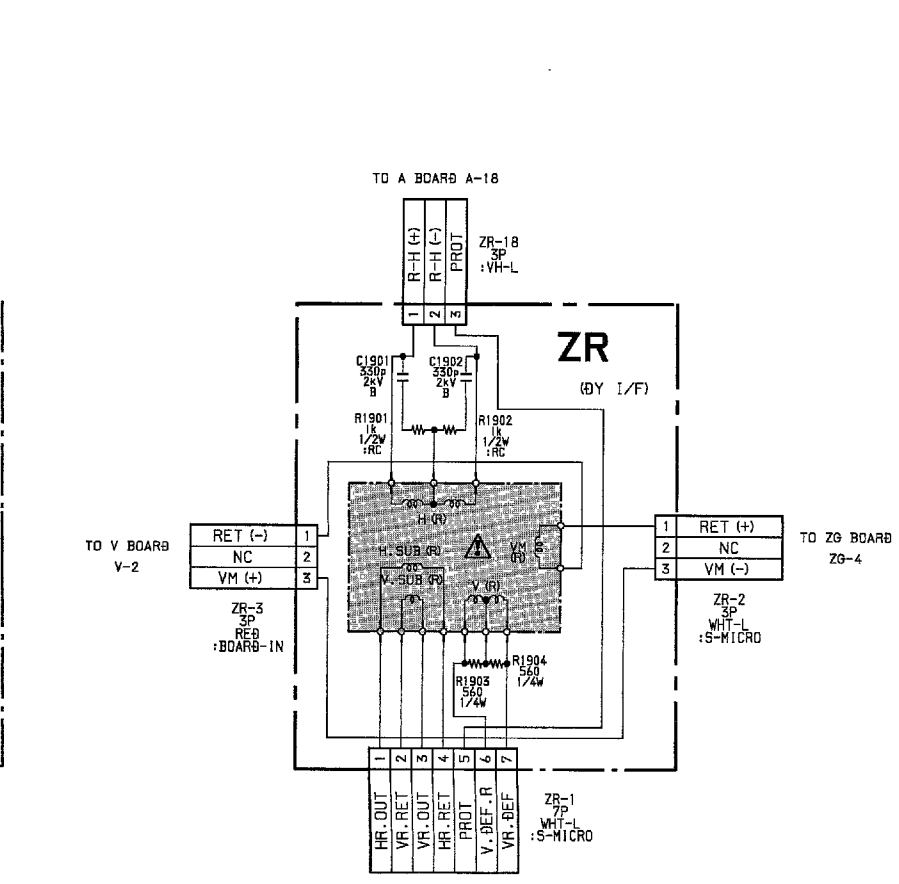 TO A BOARD A-18
R-H (+)
R-H (-)
PROT
1
2
3
ZR-18
3P
:VH-L
ZR
(DY I/F)
C1901
330p
2kV
B
C1902
330p
2kV
B
R1901
1k
1/2W
:RC
R1902
1k
1/2W
:RC
H (R)
H.SUB (R)
V.SUB (R)
VM
(R)
V (R)
TO V BOARD
V-2
RET (-)
1
NC
2
VM (+)
3
ZR-3
3P
RED
:BOARD-IN
1
RET (+)
2
NC
3
VM (-)
TO ZG BOARD
ZG-4
ZR-2
3P
WHT-L
:S-MICRO
R1903
560
1/4W
R1904
560
1/4W
1
2
3
4
5
6
7
HR.OUT
VR.RET
VR.OUT
HR.RET
PROT
V.DEF.R
VR.DEF
ZR-1
7P
WHT-L
:S-MICRO